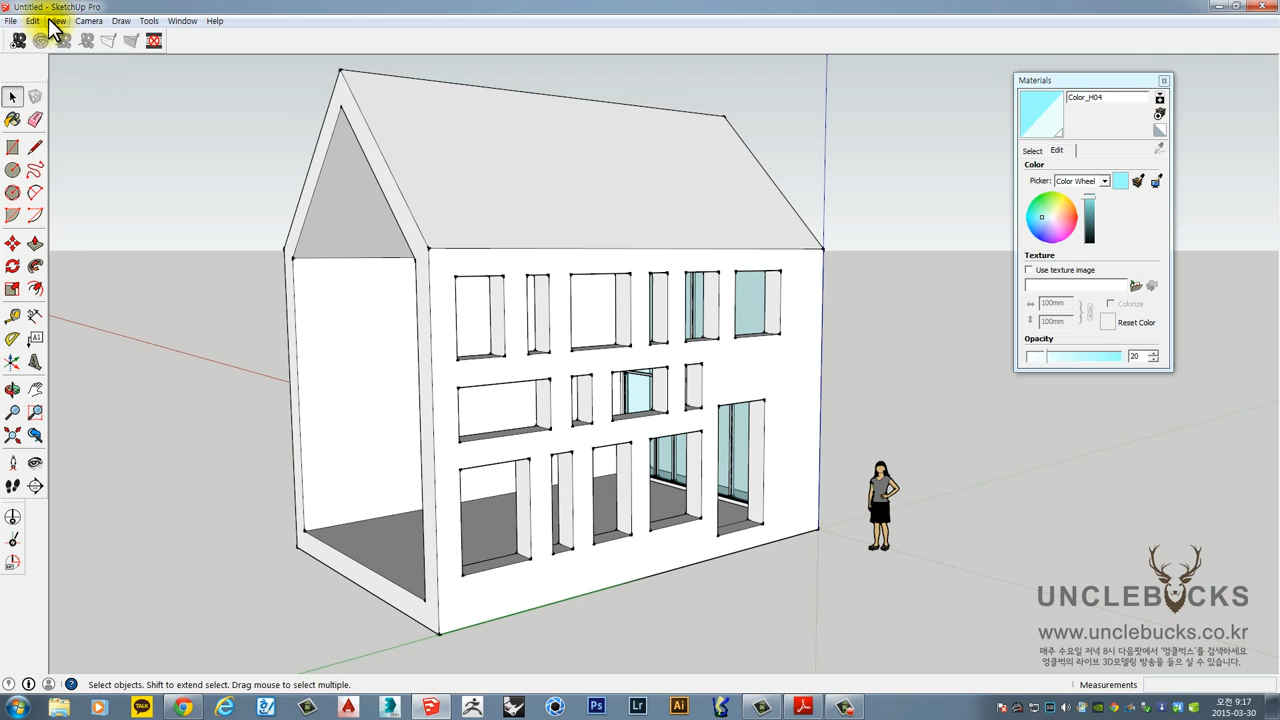 Untitled - SketchUp Pro
File Edit View Camera Draw Tools Window Help
Materials
Color_H04
Select Edit
Color
Picker: Color Wheel
Texture
Use texture image
100mm Colorize
100mm Reset Color
Opacity
20
A1
UNCLEBUCKS
www.unclebucks.co.kr
매주 수요일 저녁 8시 다음팟에서 '엉클벅스'를 검색하세요
엉클벅의 라이브 3D모델링 방송을 들으 실 수 있습니다.
Select objects. Shift to extend select. Drag mouse to select multiple.
Measurements
TALK
Ps
Lr
Ai
오전 9:17
2015-03-30